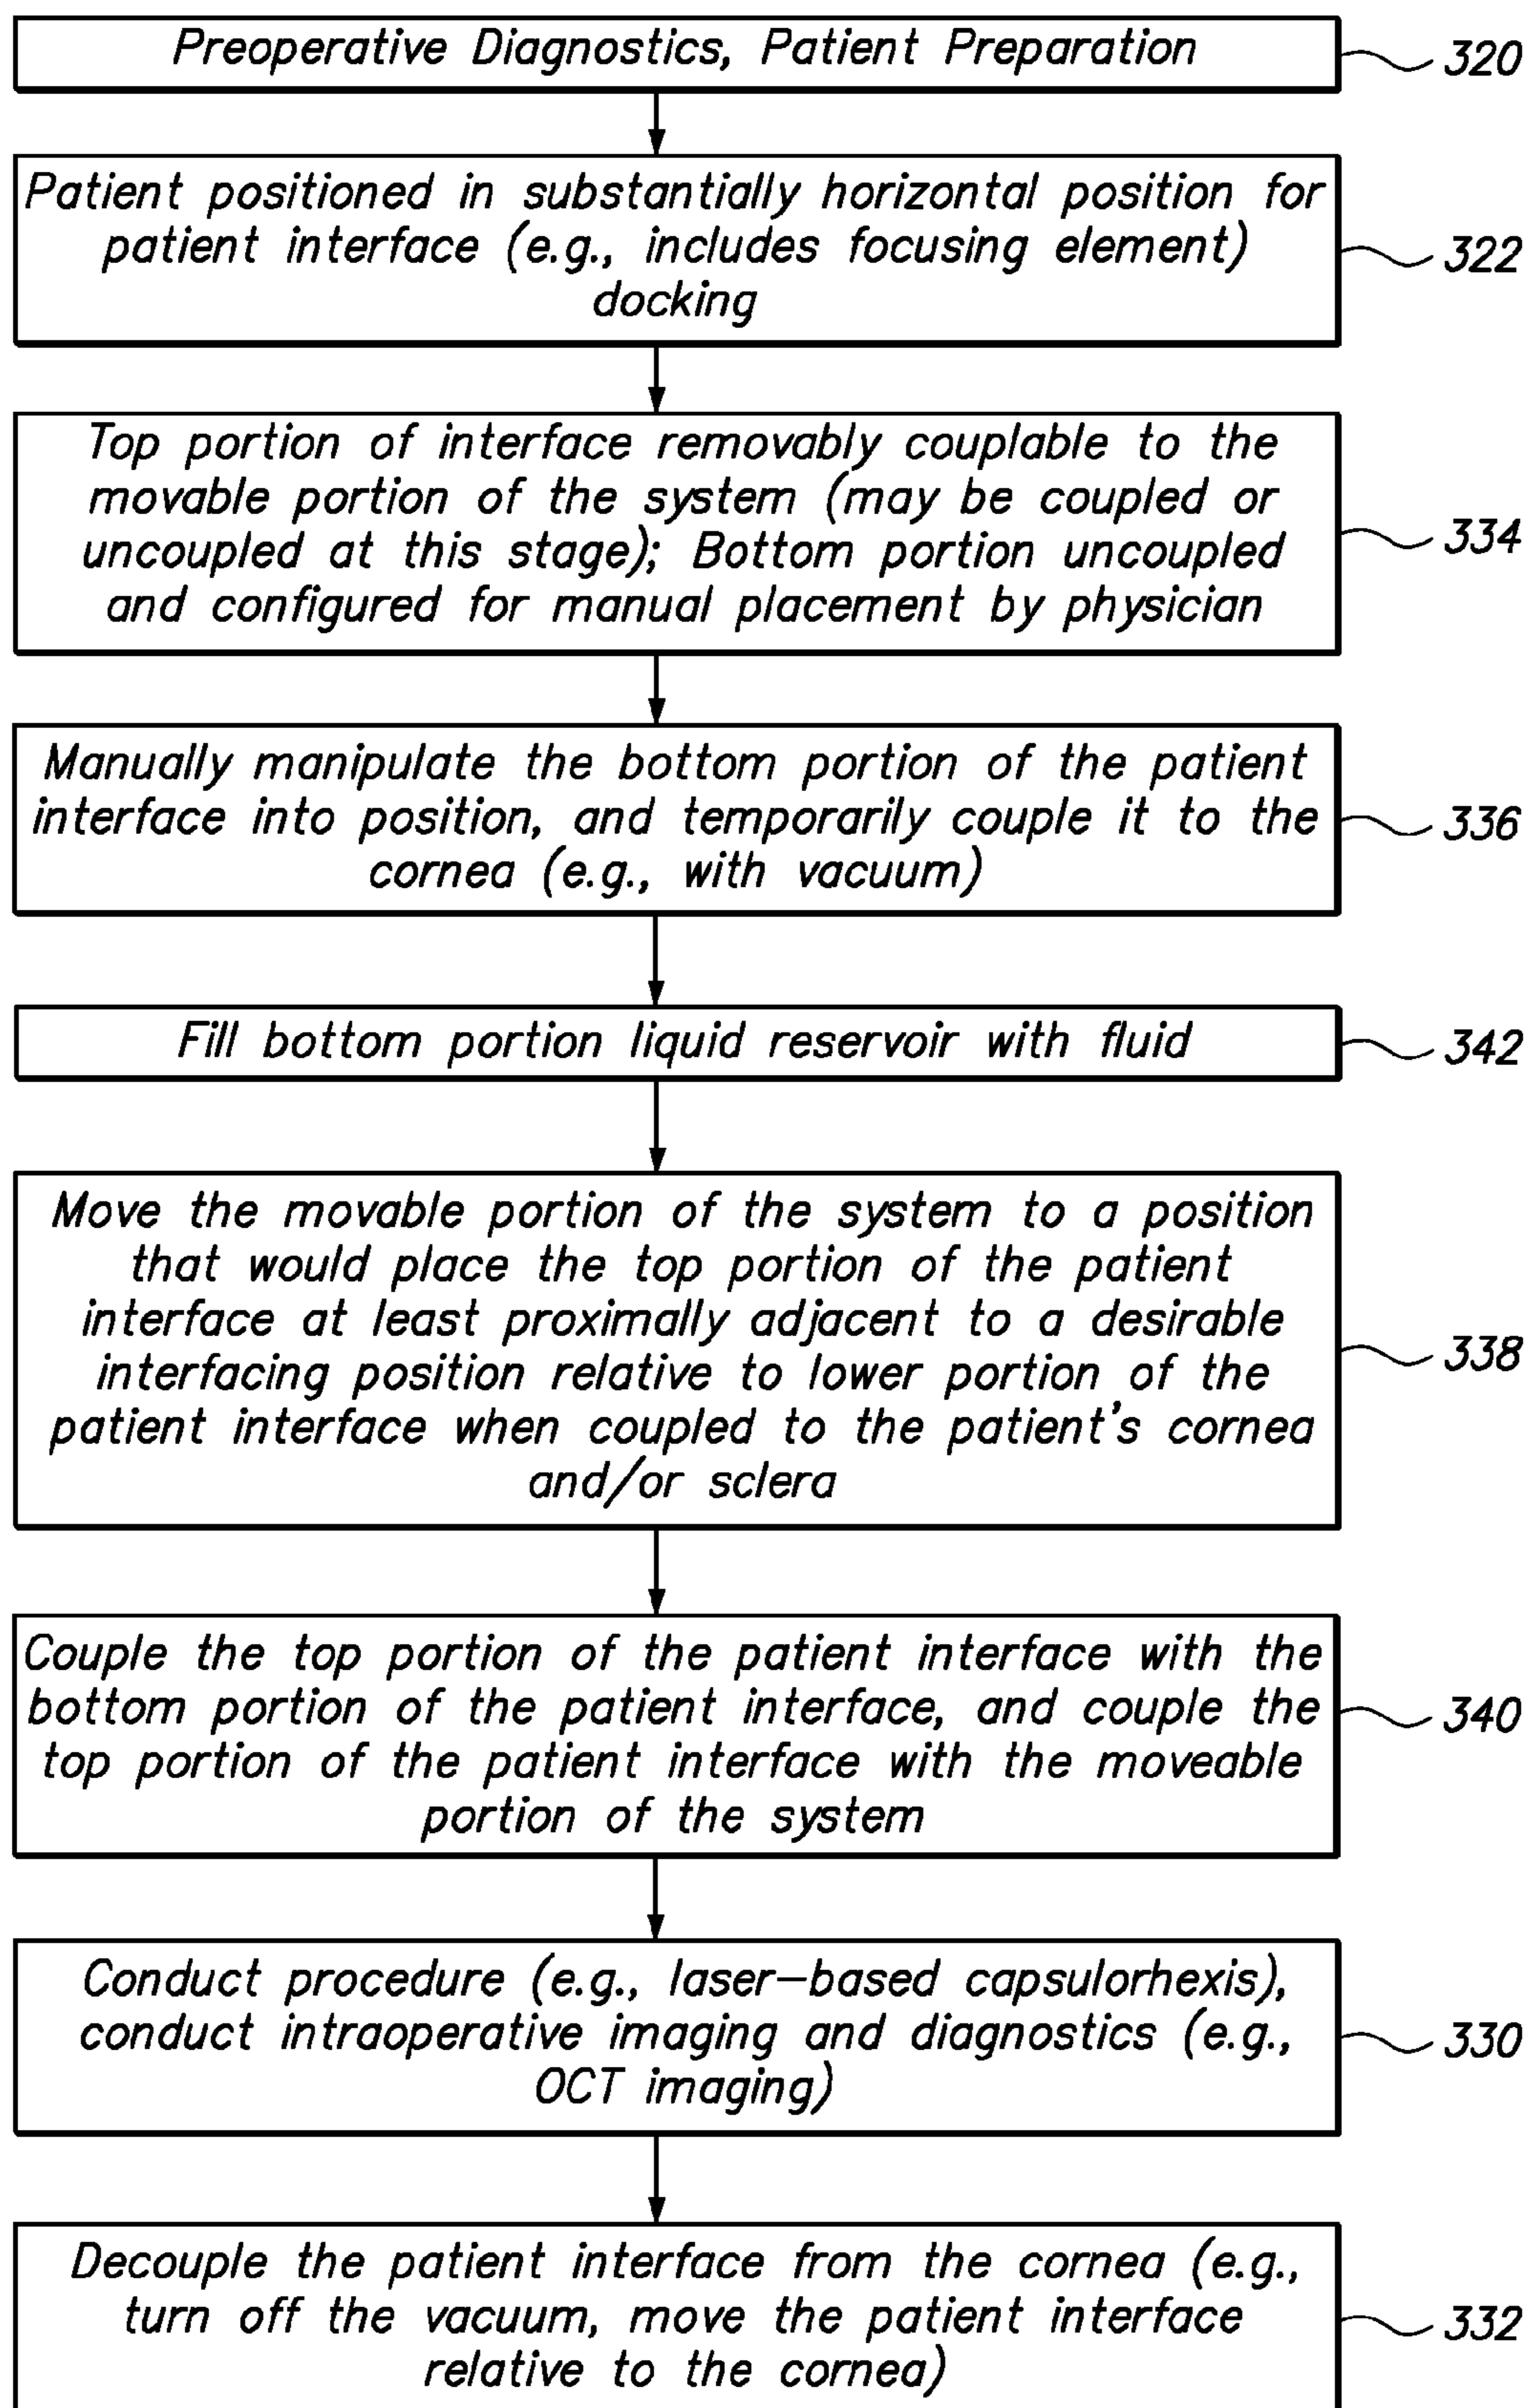 Preoperative Diagnostics, Patient Preparation
320
Patient positioned in substantially horizontal position for
patient interface (e.g., includes focusing element)
docking
322
Top portion of interface removably couplable to the
movable portion of the system (may be coupled or
uncoupled at this stage); Bottom portion uncoupled
and configured for manual placement by physician
334
Manually manipulate the bottom portion of the patient
interface into position, and temporarily couple it to the
cornea (e.g., with vacuum)
336
Fill bottom portion liquid reservoir with fluid
342
Move the movable portion of the system to a position
that would place the top portion of the patient
interface at least proximally adjacent to a desirable
interfacing position relative to lower portion of the
patient interface when coupled to the patient's cornea
and/or sclera
338
Couple the top portion of the patient interface with the
bottom portion of the patient interface, and couple the
top portion of the patient interface with the moveable
portion of the system
340
Conduct procedure (e.g., laser-based capsulorhexis),
conduct intraoperative imaging and diagnostics (e.g.,
OCT imaging)
330
Decouple the patient interface from the cornea (e.g.,
turn off the vacuum, move the patient interface
relative to the cornea)
332